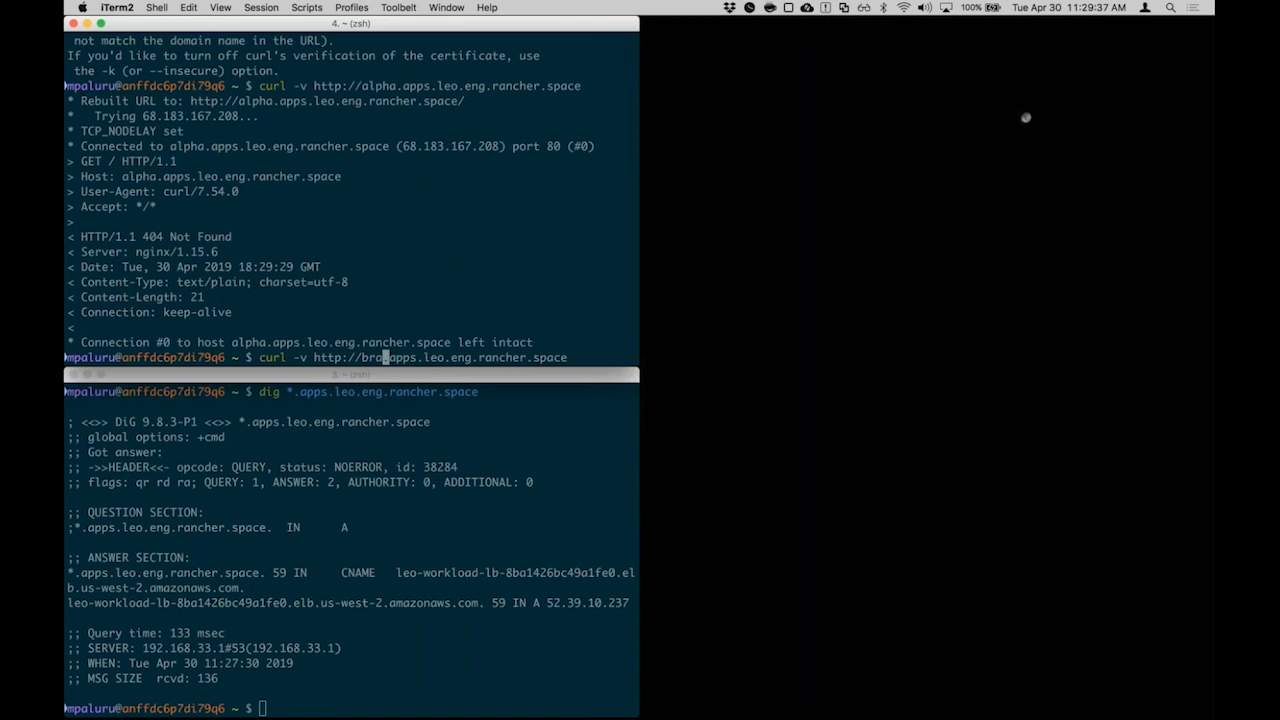 iTerm2 Shell Edit View Session Scripts Profiles Toolbelt Window Help 100% Tue Apr 30 11:29:37 AM
4. ~ (zsh)
not match the domain name in the URL).
If you'd like to turn off curl's verification of the certificate, use
the -k (or --insecure) option.
mpaluru@anffdc6p7di79q6 ~ $ curl -v http://alpha.apps.leo.eng.rancher.space
* Rebuilt URL to: http://alpha.apps.leo.eng.rancher.space/
*   Trying 68.183.167.208...
* TCP_NODELAY set
* Connected to alpha.apps.leo.eng.rancher.space (68.183.167.208) port 80 (#0)
> GET / HTTP/1.1
> Host: alpha.apps.leo.eng.rancher.space
> User-Agent: curl/7.54.0
> Accept: */*
>
< HTTP/1.1 404 Not Found
< Server: nginx/1.15.6
< Date: Tue, 30 Apr 2019 18:29:29 GMT
< Content-Type: text/plain; charset=utf-8
< Content-Length: 21
< Connection: keep-alive
<
* Connection #0 to host alpha.apps.leo.eng.rancher.space left intact
mpaluru@anffdc6p7di79q6 ~ $ curl -v http://bra.apps.leo.eng.rancher.space
3. ~ (zsh)
mpaluru@anffdc6p7di79q6 ~ $ dig *.apps.leo.eng.rancher.space
; <<>> DiG 9.8.3-P1 <<>> *.apps.leo.eng.rancher.space
;; global options: +cmd
;; Got answer:
;; ->>HEADER<<- opcode: QUERY, status: NOERROR, id: 38284
;; flags: qr rd ra; QUERY: 1, ANSWER: 2, AUTHORITY: 0, ADDITIONAL: 0
;; QUESTION SECTION:
;*.apps.leo.eng.rancher.space.  IN      A
;; ANSWER SECTION:
*.apps.leo.eng.rancher.space. 59 IN     CNAME   leo-workload-lb-8ba1426bc49a1fe0.el
b.us-west-2.amazonaws.com.
leo-workload-lb-8ba1426bc49a1fe0.elb.us-west-2.amazonaws.com. 59 IN A 52.39.10.237
;; Query time: 133 msec
;; SERVER: 192.168.33.1#53(192.168.33.1)
;; WHEN: Tue Apr 30 11:27:30 2019
;; MSG SIZE  rcvd: 136
mpaluru@anffdc6p7di79q6 ~ $